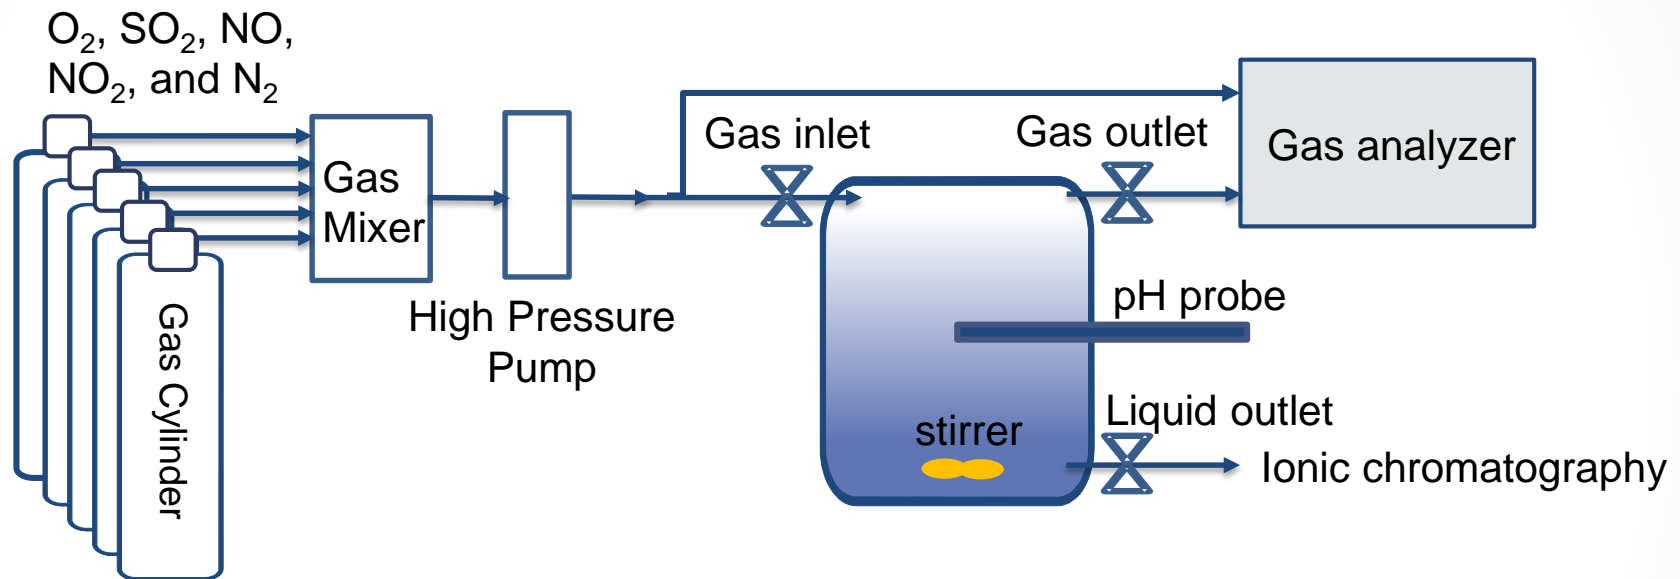 O₂, SO₂, NO,
NO₂, and N₂
Gas
Mixer
Gas Cylinder
High Pressure
Pump
Gas inlet
Gas outlet
Gas analyzer
pH probe
stirrer
Liquid outlet
Ionic chromatography